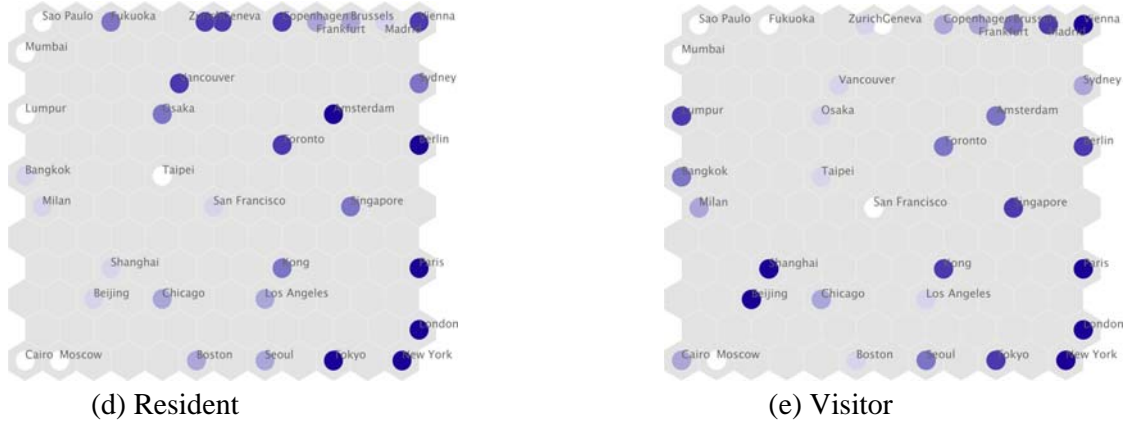 Sao Paulo Fukuoka Zurich Geneva Copenhagen Brussels Vienna
Frankfurt Madrid
Mumbai
Vancouver Sydney
Lumpur Osaka Amsterdam
Toronto Berlin
Bangkok Taipei
Milan San Francisco Singapore
Shanghai Kong Paris
Beijing Chicago Los Angeles
London
Cairo Moscow Boston Seoul Tokyo New York
(d) Resident
Sao Paulo Fukuoka Zurich Geneva Copenhagen Brussels Vienna
Frankfurt Madrid
Mumbai
Vancouver Sydney
Lumpur Osaka Amsterdam
Toronto Berlin
Bangkok Taipei
Milan San Francisco Singapore
Shanghai Kong Paris
Beijing Chicago Los Angeles
London
Cairo Moscow Boston Seoul Tokyo New York
(e) Visitor